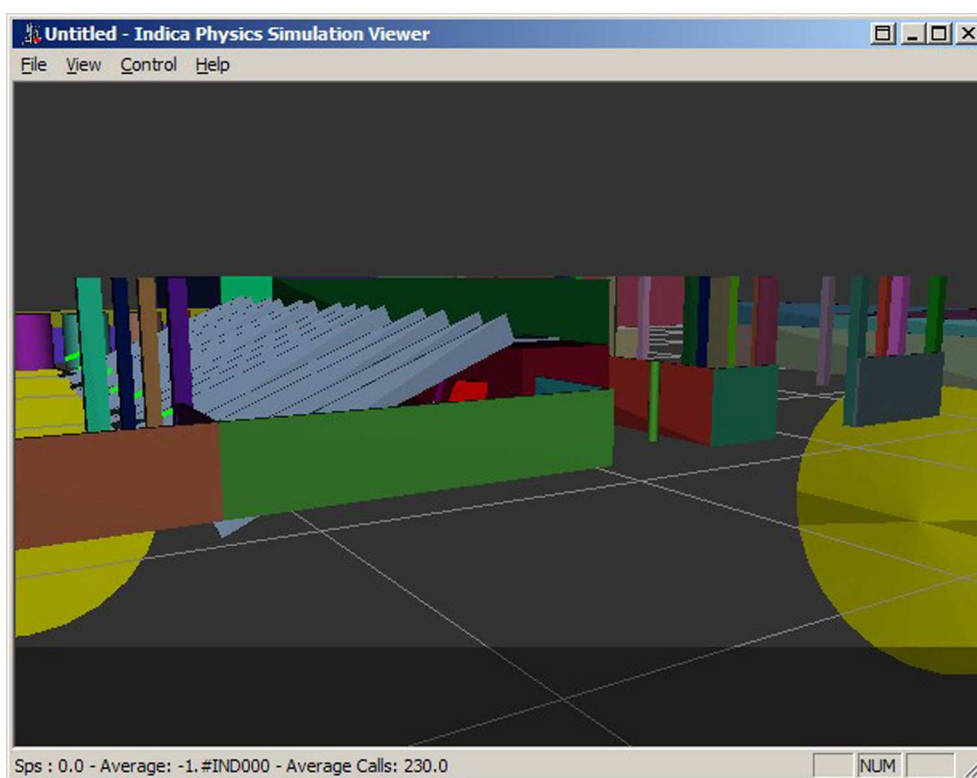 Untitled - Indica Physics Simulation Viewer
File View Control Help
Sps : 0.0 - Average: -1.#IND000 - Average Calls: 230.0 NUM